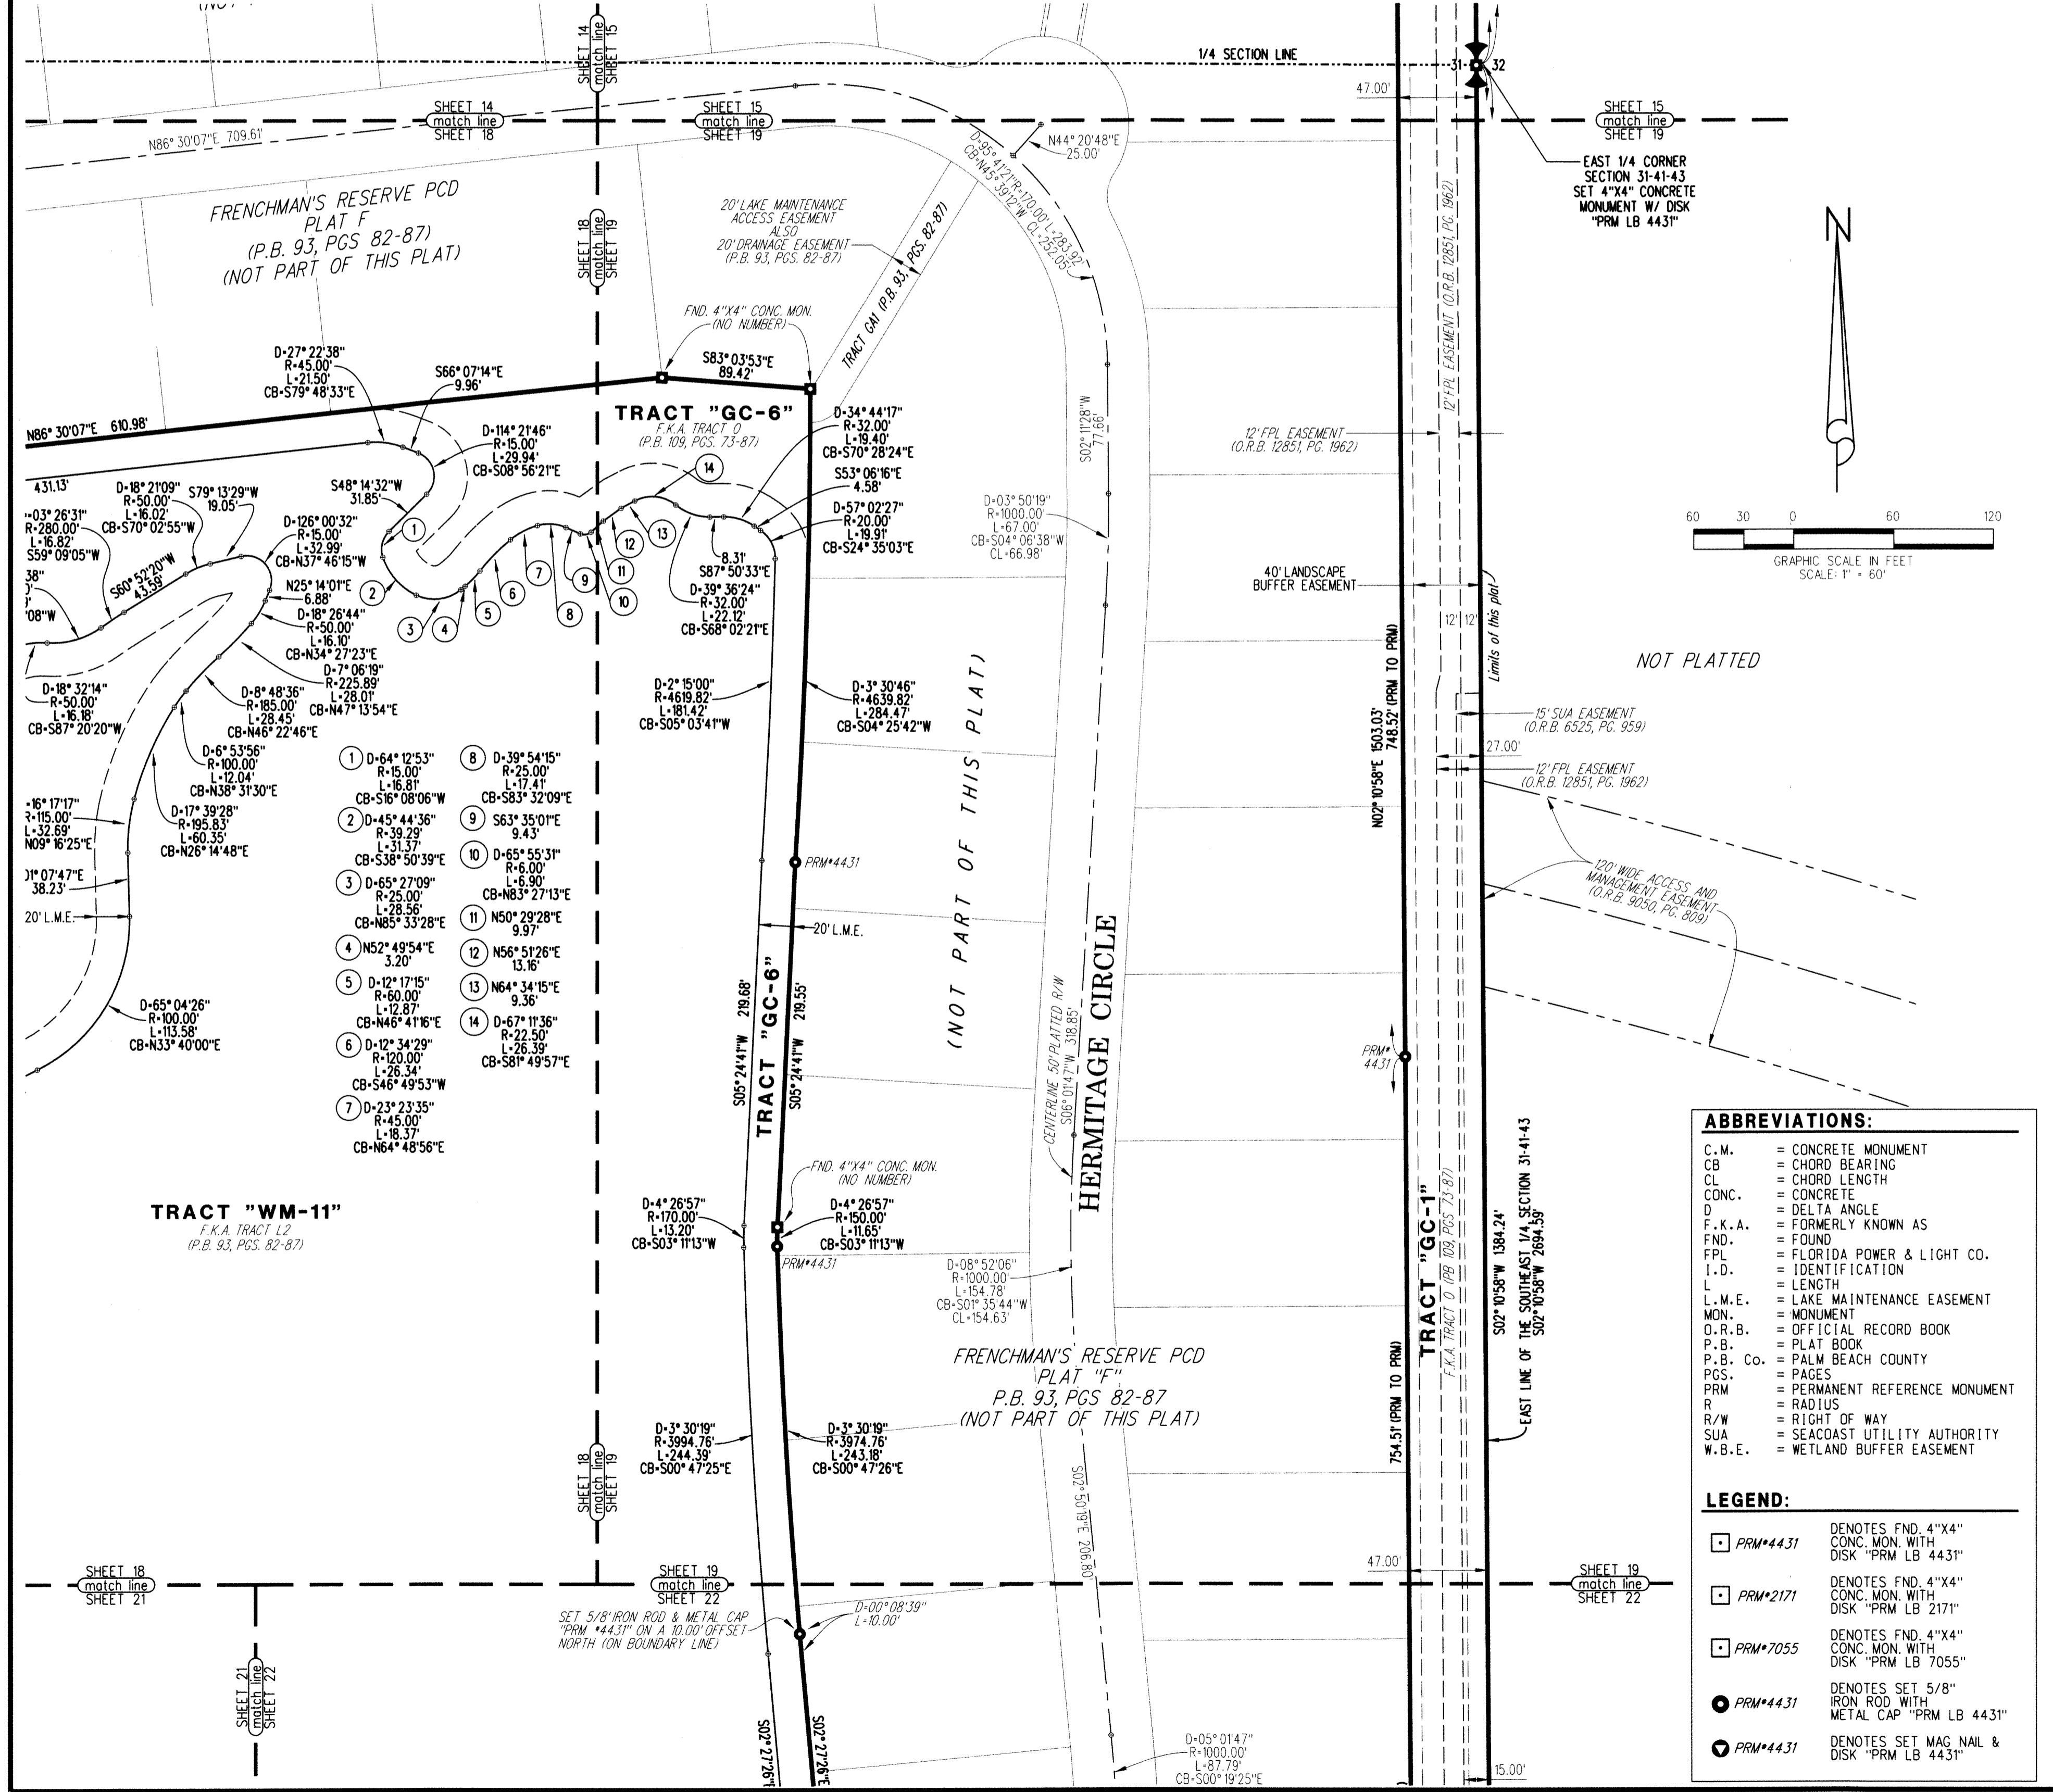 SHEET 14
match line
SHEET 15
1/4 SECTION LINE
31
32
47.00'
SHEET 14
match line
SHEET 18
SHEET 15
match line
SHEET 19
SHEET 15
match line
SHEET 19
N86°30'07"E 709.61'
N44°20'48"E
25.00'
D=95°41'21" R=170.00' L=283.92'
CB=N45°39'12"W CL=252.05'
EAST 1/4 CORNER
SECTION 31-41-43
SET 4"X4" CONCRETE
MONUMENT W/ DISK
"PRM LB 4431"
FRENCHMAN'S RESERVE PCD
PLAT F
(P.B. 93, PGS 82-87)
(NOT PART OF THIS PLAT)
SHEET 18
match line
SHEET 19
20' LAKE MAINTENANCE
ACCESS EASEMENT
ALSO
20' DRAINAGE EASEMENT
(P.B. 93, PGS. 82-87)
TRACT GA1 (P.B. 93, PGS. 82-87)
12' FPL EASEMENT (O.R.B. 12851, PG. 1962)
N
FND. 4"X4" CONC. MON.
(NO NUMBER)
D=27°22'38"
R=45.00'
L=21.50'
CB=S79°48'33"E
S66°07'14"E
9.96'
S83°03'53"E
89.42'
N86°30'07"E 610.98'
TRACT "GC-6"
F.K.A. TRACT O
(P.B. 109, PGS. 73-87)
D=34°44'17"
R=32.00'
L=19.40'
CB=S70°28'24"E
S53°06'16"E
4.58'
D=57°02'27"
R=20.00'
L=19.91'
CB=S24°35'03"E
D=114°21'46"
R=15.00'
L=29.94'
CB=S08°56'21"E
S48°14'32"W
31.85'
431.13'
D=18°21'09"
R=50.00'
L=16.02'
CB=S70°02'55"W
S79°13'29"W
19.05'
D=126°00'32"
R=15.00'
L=32.99'
CB=N37°46'15"W
=03°26'31"
R=280.00'
L=16.82'
S59°09'05"W
38"
'08"W
S60°52'20"W
43.59'
N25°14'01"E
6.88'
D=18°26'44"
R=50.00'
L=16.10'
CB=N34°27'23"E
D=7°06'19"
R=225.89'
L=28.01'
CB=N47°13'54"E
D=8°48'36"
R=185.00'
L=28.45'
CB=N46°22'46"E
D=18°32'14"
R=50.00'
L=16.18'
CB=S87°20'20"W
D=6°53'56"
R=100.00'
L=12.04'
CB=N38°31'30"E
D=17°39'28"
R=195.83'
L=60.35'
CB=N26°14'48"E
=16°17'17"
R=115.00'
L=32.69'
N09°16'25"E
01°07'47"E
38.23'
20' L.M.E.
D=65°04'26"
R=100.00'
L=113.58'
CB=N33°40'00"E
1
2
3
4
5
6
7
8
9
10
11
12
13
14
8.31'
S87°50'33"E
D=39°36'24"
R=32.00'
L=22.12'
CB=S68°02'21"E
1 D=64°12'53"
R=15.00'
L=16.81'
CB=S16°08'06"W
2 D=45°44'36"
R=39.29'
L=31.37'
CB=S38°50'39"E
3 D=65°27'09"
R=25.00'
L=28.56'
CB=N85°33'28"E
4 N52°49'54"E
3.20'
5 D=12°17'15"
R=60.00'
L=12.87'
CB=N46°41'16"E
6 D=12°34'29"
R=120.00'
L=26.34'
CB=S46°49'53"W
7 D=23°23'35"
R=45.00'
L=18.37'
CB=N64°48'56"E
8 D=39°54'15"
R=25.00'
L=17.41'
CB=S83°32'09"E
9 S63°35'01"E
9.43'
10 D=65°55'31"
R=6.00'
L=6.90'
CB=N83°27'13"E
11 N50°29'28"E
9.97'
12 N56°51'26"E
13.16'
13 N64°34'15"E
9.36'
14 D=67°11'36"
R=22.50'
L=26.39'
CB=S81°49'57"E
D=2°15'00"
R=4619.82'
L=181.42'
CB=S05°03'41"W
D=3°30'46"
R=4639.82'
L=284.47'
CB=S04°25'42"W
PRM#4431
20' L.M.E.
S05°24'41"W 219.68'
TRACT "GC-6"
S05°24'41"W 219.55'
(NOT PART OF THIS PLAT)
S02°11'28"W
77.66'
D=03°50'19"
R=1000.00'
L=67.00'
CB=S04°06'38"W
CL=66.98'
CENTERLINE 50' PLATTED R/W
S06°01'47"W 318.85'
HERMITAGE CIRCLE
12' FPL EASEMENT
(O.R.B. 12851, PG. 1962)
40' LANDSCAPE
BUFFER EASEMENT
12'
12'
Limits of this plat
NOT PLATTED
60 30 0 60 120
GRAPHIC SCALE IN FEET
SCALE: 1" = 60'
N02°10'58"E 1503.03'
748.52' (PRM TO PRM)
15' SUA EASEMENT
(O.R.B. 6525, PG. 959)
27.00'
12' FPL EASEMENT
(O.R.B. 12851, PG. 1962)
120' WIDE ACCESS AND
MANAGEMENT EASEMENT
(O.R.B. 9050, PG. 809)
PRM#
4431
TRACT "WM-11"
F.K.A. TRACT L2
(P.B. 93, PGS. 82-87)
FND. 4"X4" CONC. MON.
(NO NUMBER)
D=4°26'57"
R=170.00'
L=13.20'
CB=S03°11'13"W
D=4°26'57"
R=150.00'
L=11.65'
CB=S03°11'13"W
PRM#4431
D=08°52'06"
R=1000.00'
L=154.78'
CB=S01°35'44"W
CL=154.63'
FRENCHMAN'S RESERVE PCD
PLAT "F"
P.B. 93, PGS 82-87
(NOT PART OF THIS PLAT)
D=3°30'19"
R=3994.76'
L=244.39'
CB=S00°47'25"E
D=3°30'19"
R=3974.76'
L=243.18'
CB=S00°47'26"E
S02°50'19"E 206.80'
754.51' (PRM TO PRM)
TRACT "GC-1"
F.K.A. TRACT O (PB 109, PGS 73-87)
S02°10'58"W 1384.24'
EAST LINE OF THE SOUTHEAST 1/4, SECTION 31-41-43
S02°10'58"W 2694.59'
SHEET 18
match line
SHEET 19
SHEET 18
match line
SHEET 21
SHEET 19
match line
SHEET 22
47.00'
SHEET 19
match line
SHEET 22
SET 5/8' IRON ROD & METAL CAP
"PRM #4431" ON A 10.00' OFFSET
NORTH (ON BOUNDARY LINE)
D=00°08'39"
L=10.00'
SHEET 21
match line
SHEET 22
S02°27'26"E
S02°27'26"E
D=05°01'47"
R=1000.00'
L=87.79'
CB=S00°19'25"E
15.00'
ABBREVIATIONS:
C.M. = CONCRETE MONUMENT
CB = CHORD BEARING
CL = CHORD LENGTH
CONC. = CONCRETE
D = DELTA ANGLE
F.K.A. = FORMERLY KNOWN AS
FND. = FOUND
FPL = FLORIDA POWER & LIGHT CO.
I.D. = IDENTIFICATION
L = LENGTH
L.M.E. = LAKE MAINTENANCE EASEMENT
MON. = MONUMENT
O.R.B. = OFFICIAL RECORD BOOK
P.B. = PLAT BOOK
P.B. Co. = PALM BEACH COUNTY
PGS. = PAGES
PRM = PERMANENT REFERENCE MONUMENT
R = RADIUS
R/W = RIGHT OF WAY
SUA = SEACOAST UTILITY AUTHORITY
W.B.E. = WETLAND BUFFER EASEMENT
LEGEND:
PRM#4431 DENOTES FND. 4"X4"
CONC. MON. WITH
DISK "PRM LB 4431"
PRM#2171 DENOTES FND. 4"X4"
CONC. MON. WITH
DISK "PRM LB 2171"
PRM#7055 DENOTES FND. 4"X4"
CONC. MON. WITH
DISK "PRM LB 7055"
PRM#4431 DENOTES SET 5/8"
IRON ROD WITH
METAL CAP "PRM LB 4431"
PRM#4431 DENOTES SET MAG NAIL &
DISK "PRM LB 4431"